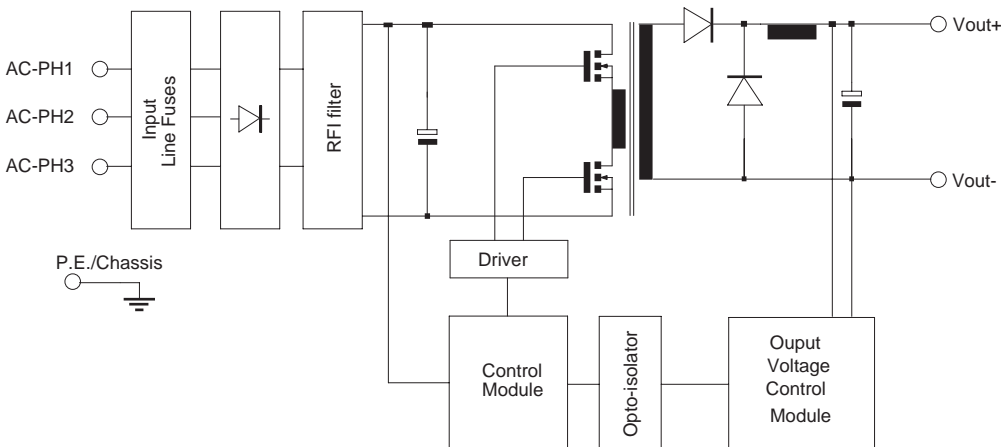 AC-PH1
AC-PH2
AC-PH3
Input
Line Fuses
RFI filter
Vout+
Vout-
P.E./Chassis
Driver
Control
Module
Opto-isolator
Ouput
Voltage
Control
Module